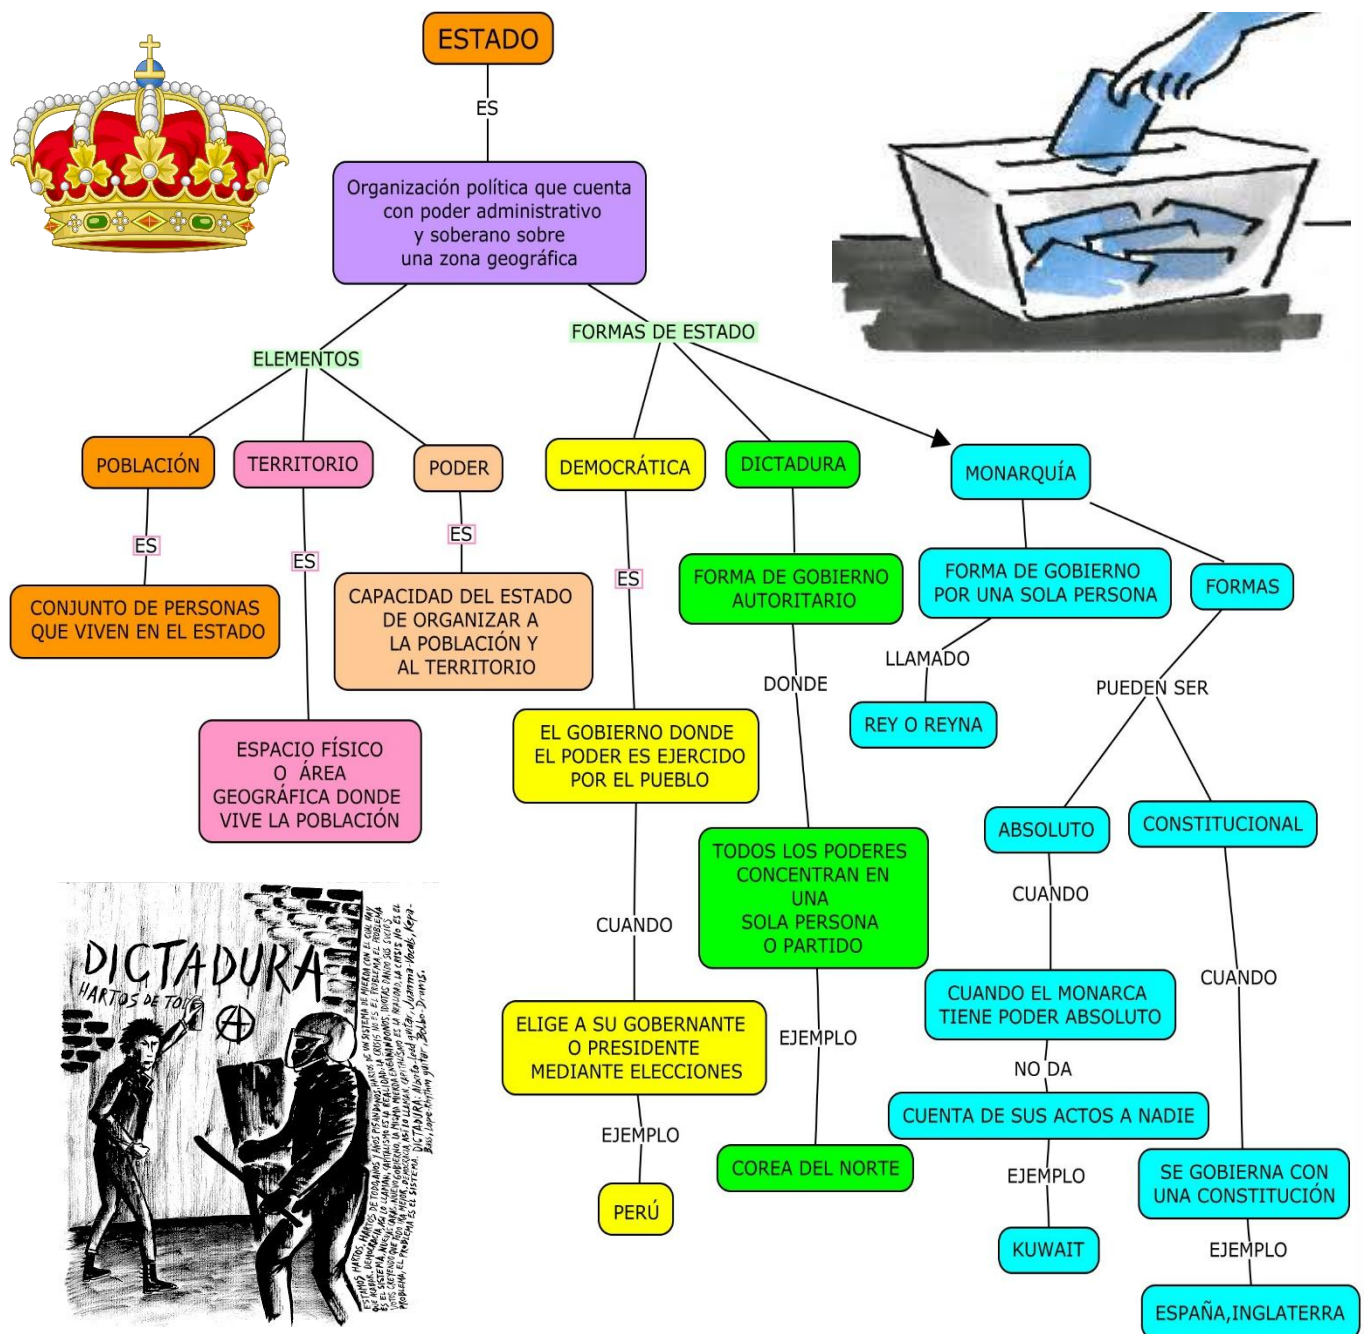 ESTADO
ES
Organización política que cuenta
con poder administrativo
y soberano sobre
una zona geográfica
FORMAS DE ESTADO
ELEMENTOS
POBLACIÓN
TERRITORIO
PODER
DEMOCRÁTICA
DICTADURA
MONARQUÍA
ES
ES
ES
ES
CONJUNTO DE PERSONAS
QUE VIVEN EN EL ESTADO
CAPACIDAD DEL ESTADO
DE ORGANIZAR A
LA POBLACIÓN Y
AL TERRITORIO
FORMA DE GOBIERNO
AUTORITARIO
FORMA DE GOBIERNO
POR UNA SOLA PERSONA
FORMAS
LLAMADO
DONDE
PUEDEN SER
REY O REYNA
ESPACIO FÍSICO
O ÁREA
GEOGRÁFICA DONDE
VIVE LA POBLACIÓN
EL GOBIERNO DONDE
EL PODER ES EJERCIDO
POR EL PUEBLO
ABSOLUTO
CONSTITUCIONAL
TODOS LOS PODERES
CONCENTRAN EN
UNA
SOLA PERSONA
O PARTIDO
CUANDO
CUANDO
CUANDO
CUANDO EL MONARCA
TIENE PODER ABSOLUTO
ELIGE A SU GOBERNANTE
O PRESIDENTE
MEDIANTE ELECCIONES
EJEMPLO
NO DA
CUENTA DE SUS ACTOS A NADIE
EJEMPLO
COREA DEL NORTE
EJEMPLO
SE GOBIERNA CON
UNA CONSTITUCIÓN
PERÚ
KUWAIT
EJEMPLO
ESPAÑA,INGLATERRA
DICTADURA
HARTOS DE TODO